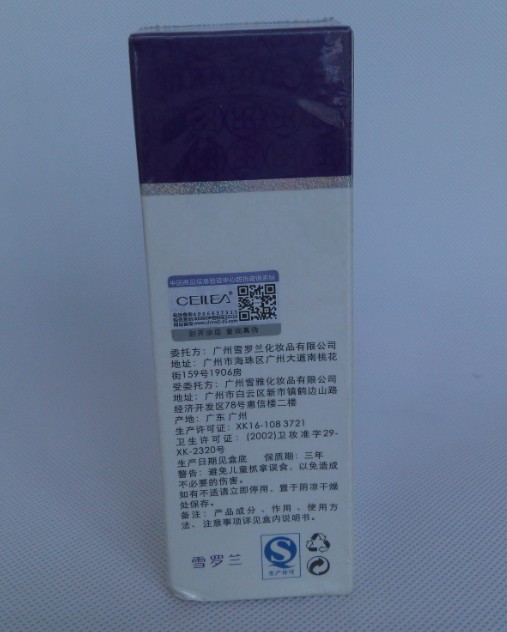 CEILEA
委托方：广州雪罗兰化妆品有限公司
地址：广州市海珠区广州大道南桃花
街159号1906房
受委托方：广州雪雅化妆品有限公司
地址：广州市白云区新市镇鹤边山路
经济开发区78号惠信楼二楼
产地：广东 广州
生产许可证：XK16-108 3721
卫生许可证：(2002)卫妆准字29-
XK-2320号
生产日期见盒底 保质期：三年
警告：避免儿童抓拿误食，以免造成
不必要的伤害。
如有不适请立即停用，置于阴凉干燥
处保存。
备注：产品成分、作用、使用方
法、注意事项详见盒内说明书。
雪罗兰
生产许可